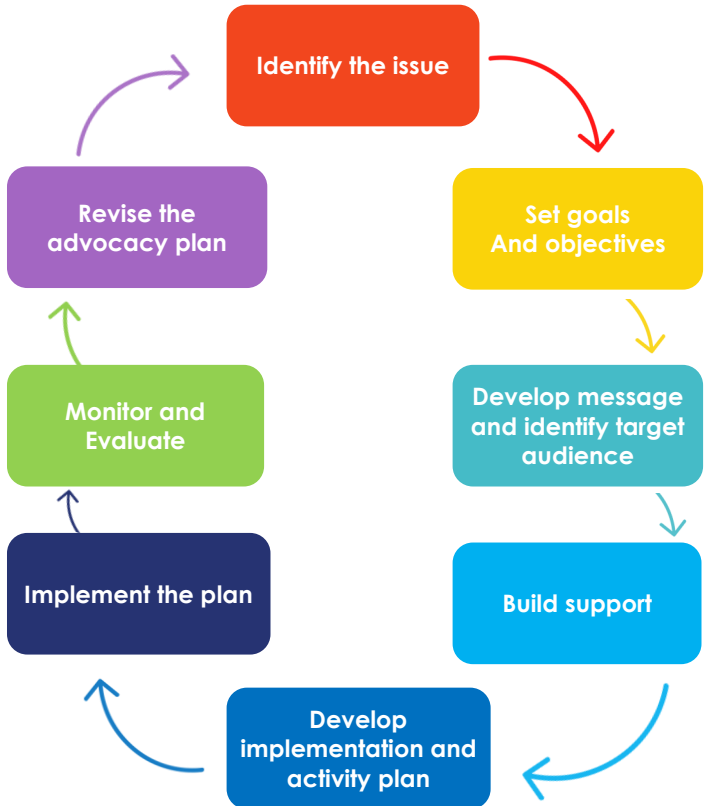 Identify the issue
Set goals
And objectives
Develop message
and identify target
audience
Build support
Develop
implementation and
activity plan
Implement the plan
Monitor and
Evaluate
Revise the
advocacy plan